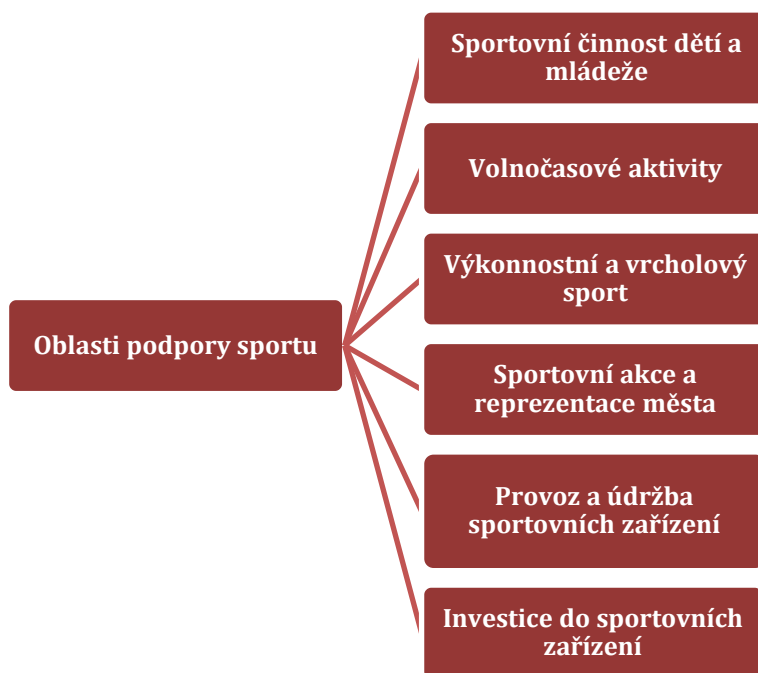 Sportovní činnost dětí a
mládeže
Volnočasové aktivity
Výkonnostní a vrcholový
sport
Oblasti podpory sportu
Sportovní akce a
reprezentace města
Provoz a údržba
sportovních zařízení
Investice do sportovních
zařízení